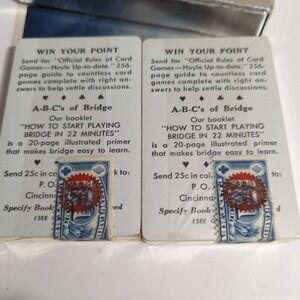 WIN YOUR POINT
Send for "Official Rules of Card
Games—Hoyle Up-to-date." 256-
page guide to countless card
games complete with right an-
swers to help settle discussions.
A-B-C's of Bridge
Our booklet
"HOW TO START PLAYING
BRIDGE IN 22 MINUTES"
is a 20-page illustrated primer
that makes bridge easy to learn.
Send 25c in
P. O.
Cincin
Specify Book
(SEE
WIN YOUR POINT
Send for "Official Rules of Card
Games—Hoyle Up-to-date." 256-
page guide to countless card
games complete with right an-
swers to help settle discussions.
A-B-C's of Bridge
Our booklet
"HOW TO START PLAYING
BRIDGE IN 22 MINUTES"
is a 20-page illustrated primer
that makes bridge easy to learn.
Send 25c in
P. O.
Cincinn
Specify Book
(SEE